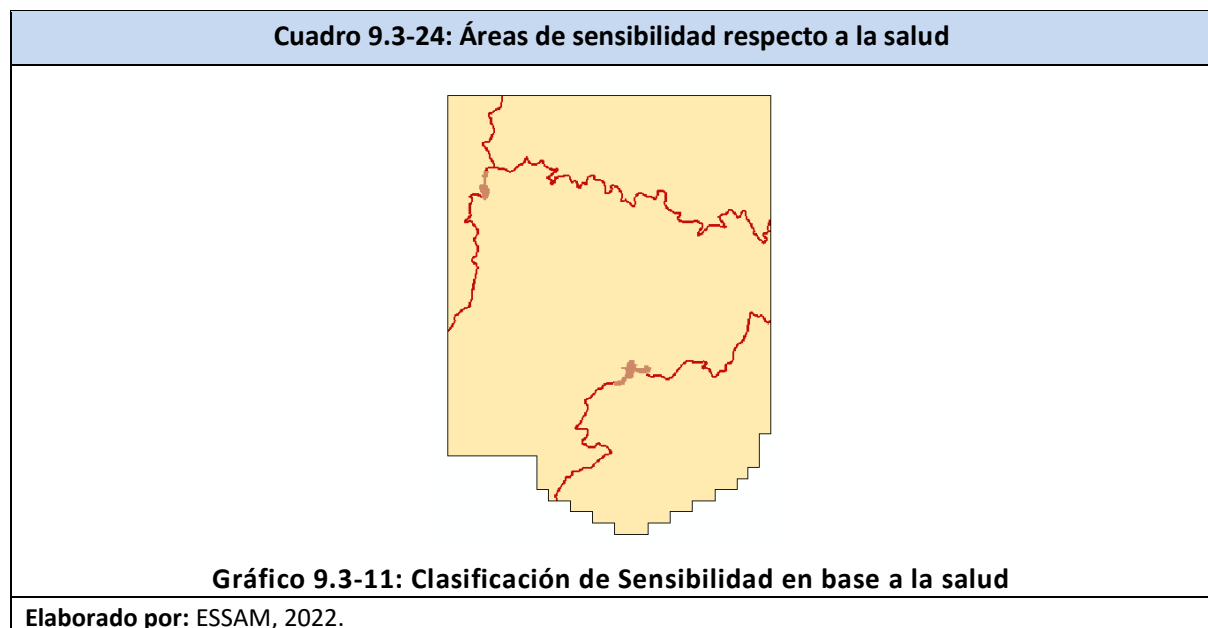 Cuadro 9.3-24: Áreas de sensibilidad respecto a la salud
Gráfico 9.3-11: Clasificación de Sensibilidad en base a la salud
Elaborado por: ESSAM, 2022.